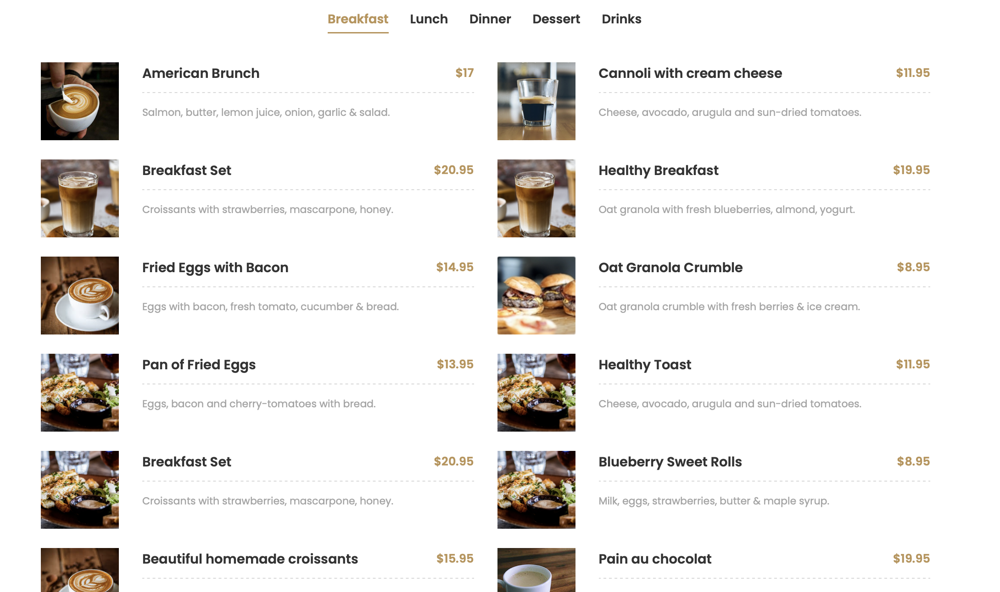 Breakfast Lunch Dinner Dessert Drinks
American Brunch $17
Salmon, butter, lemon juice, onion, garlic & salad.
Cannoli with cream cheese $11.95
Cheese, avocado, arugula and sun-dried tomatoes.
Breakfast Set $20.95
Croissants with strawberries, mascarpone, honey.
Healthy Breakfast $19.95
Oat granola with fresh blueberries, almond, yogurt.
Fried Eggs with Bacon $14.95
Eggs with bacon, fresh tomato, cucumber & bread.
Oat Granola Crumble $8.95
Oat granola crumble with fresh berries & ice cream.
Pan of Fried Eggs $13.95
Eggs, bacon and cherry-tomatoes with bread.
Healthy Toast $11.95
Cheese, avocado, arugula and sun-dried tomatoes.
Breakfast Set $20.95
Croissants with strawberries, mascarpone, honey.
Blueberry Sweet Rolls $8.95
Milk, eggs, strawberries, butter & maple syrup.
Beautiful homemade croissants $15.95
Pain au chocolat $19.95